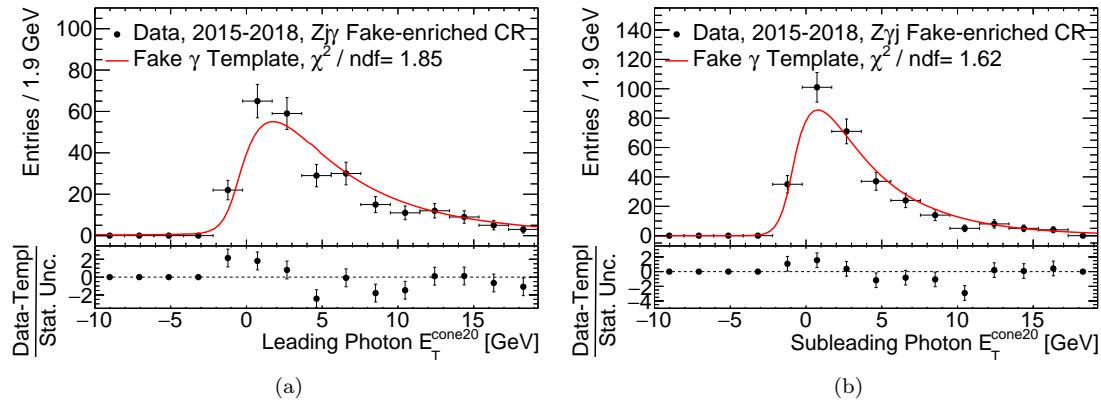 Entries / 1.9 GeV
100
80
60
40
20
0
Data, 2015-2018, Zjγ Fake-enriched CR
Fake γ Template, χ² / ndf= 1.85
Data-Templ
Stat. Unc.
2
0
−2
−10 −5 0 5 10 15
Leading Photon E_T^cone20 [GeV]
(a)
Entries / 1.9 GeV
140
120
100
80
60
40
20
0
Data, 2015-2018, Zγj Fake-enriched CR
Fake γ Template, χ² / ndf= 1.62
Data-Templ
Stat. Unc.
2
0
−2
−4
−10 −5 0 5 10 15
Subleading Photon E_T^cone20 [GeV]
(b)